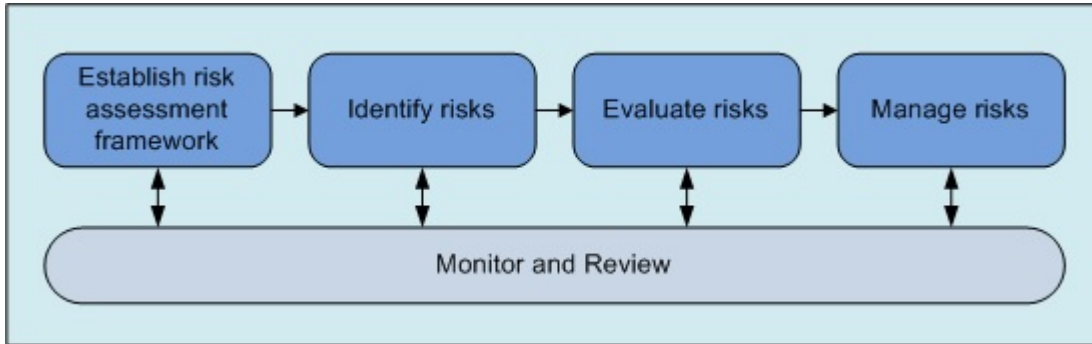 Establish risk
assessment
framework
Identify risks
Evaluate risks
Manage risks
Monitor and Review